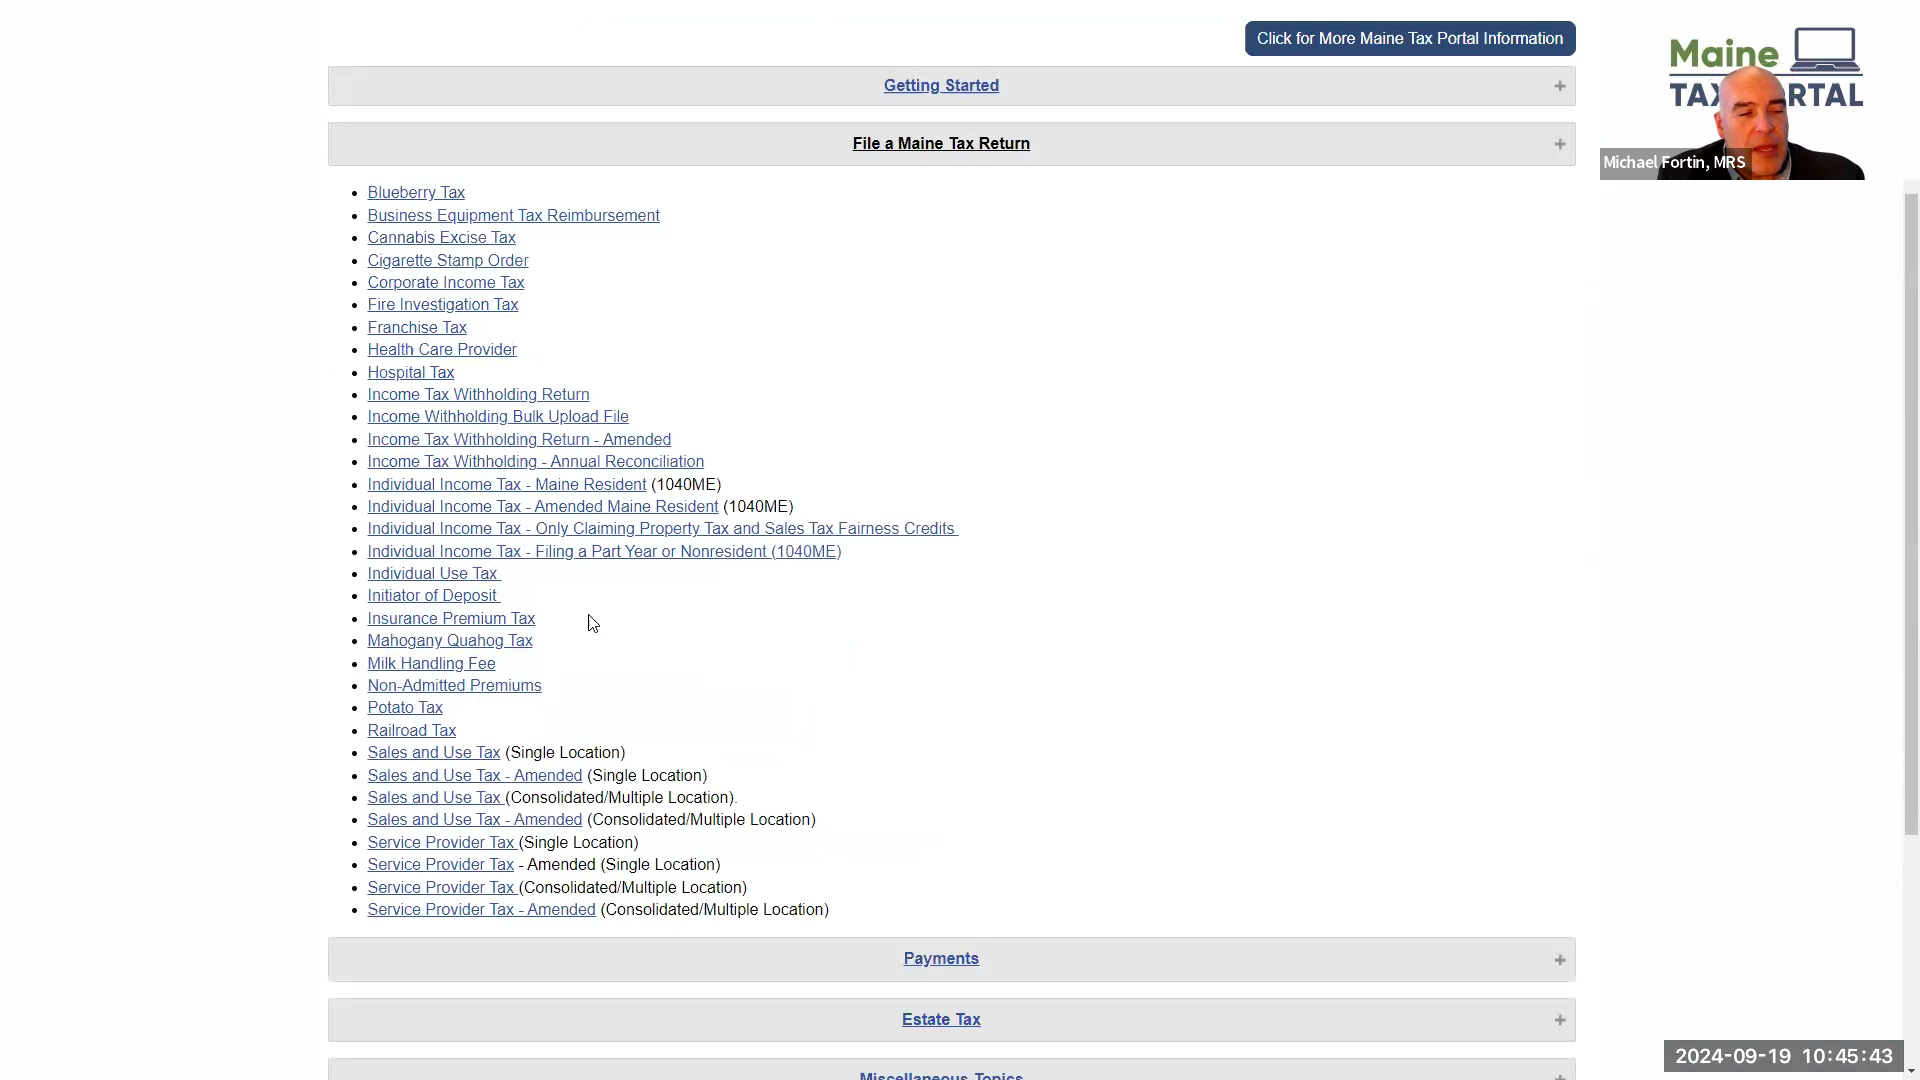 Click for More Maine Tax Portal Information
Maine
TAX PORTAL
Michael Fortin, MRS
Getting Started
File a Maine Tax Return
Blueberry Tax
Business Equipment Tax Reimbursement
Cannabis Excise Tax
Cigarette Stamp Order
Corporate Income Tax
Fire Investigation Tax
Franchise Tax
Health Care Provider
Hospital Tax
Income Tax Withholding Return
Income Withholding Bulk Upload File
Income Tax Withholding Return - Amended
Income Tax Withholding - Annual Reconciliation
Individual Income Tax - Maine Resident (1040ME)
Individual Income Tax - Amended Maine Resident (1040ME)
Individual Income Tax - Only Claiming Property Tax and Sales Tax Fairness Credits
Individual Income Tax - Filing a Part Year or Nonresident (1040ME)
Individual Use Tax
Initiator of Deposit
Insurance Premium Tax
Mahogany Quahog Tax
Milk Handling Fee
Non-Admitted Premiums
Potato Tax
Railroad Tax
Sales and Use Tax (Single Location)
Sales and Use Tax - Amended (Single Location)
Sales and Use Tax (Consolidated/Multiple Location).
Sales and Use Tax - Amended (Consolidated/Multiple Location)
Service Provider Tax (Single Location)
Service Provider Tax - Amended (Single Location)
Service Provider Tax (Consolidated/Multiple Location)
Service Provider Tax - Amended (Consolidated/Multiple Location)
Payments
Estate Tax
Miscellaneous Topics
2024-09-19 10:45:43